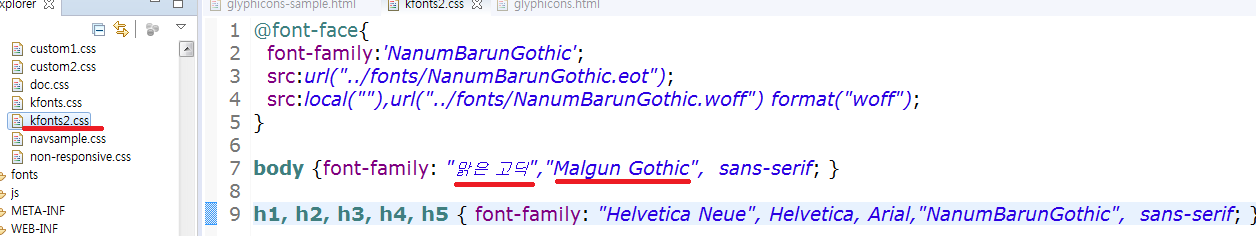 xplorer
custom1.css
custom2.css
doc.css
kfonts.css
kfonts2.css
navsample.css
non-responsive.css
fonts
js
META-INF
WEB-INF
glyphicons-sample.html kfonts2.css glyphicons.html
1 @font-face{
2 font-family:'NanumBarunGothic';
3 src:url("../fonts/NanumBarunGothic.eot");
4 src:local(""),url("../fonts/NanumBarunGothic.woff") format("woff");
5 }
6
7 body {font-family: "맑은 고딕","Malgun Gothic", sans-serif; }
8
9 h1, h2, h3, h4, h5 { font-family: "Helvetica Neue", Helvetica, Arial,"NanumBarunGothic", sans-serif; }